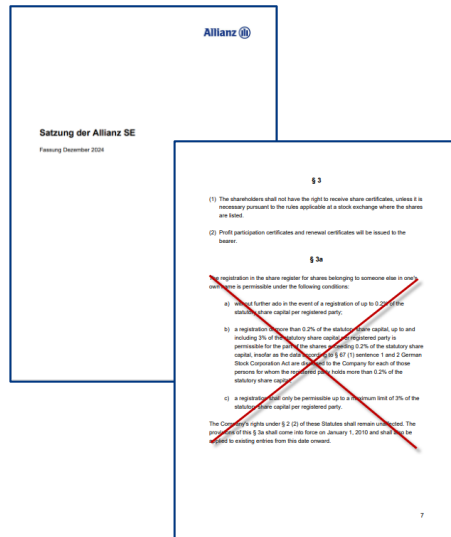 Allianz
Satzung der Allianz SE
Fassung Dezember 2024
§ 3
(1) The shareholders shall not have the right to receive share certificates, unless it is
necessary pursuant to the rules applicable at a stock exchange where the shares
are listed.
(2) Profit participation certificates and renewal certificates will be issued to the
bearer.
§ 3a
The registration in the share register for shares belonging to someone else in one's
own name is permissible under the following conditions:
a) without further ado in the event of a registration of up to 0.2% of the
statutory share capital per registered party;
b) a registration of more than 0.2% of the statutory share capital, up to and
including 3% of the statutory share capital per registered party is
permissible for the part of the shares exceeding 0.2% of the statutory share
capital, insofar as the data according to § 67 (1) sentence 1 and 2 German
Stock Corporation Act are disclosed to the Company for each of those
persons for whom the registered party holds more than 0.2% of the
statutory share capital;
c) a registration shall only be permissible up to a maximum limit of 3% of the
statutory share capital per registered party.
The Company's rights under § 2 (2) of these Statutes shall remain unaffected. The
provisions of this § 3a shall come into force on January 1, 2010 and shall also be
applied to existing entries from this date onward.
7